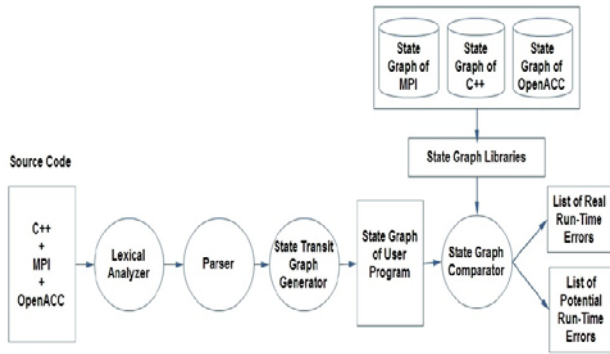 State
Graph of
MPI
State
Graph of
C++
State
Graph of
OpenACC
State Graph Libraries
Source Code
C++
+
MPI
+
OpenACC
Lexical
Analyzer
Parser
State Transit
Graph
Generator
State Graph
of User
Program
State Graph
Comparator
List of Real
Run-Time
Errors
List of
Potential
Run-Time
Errors